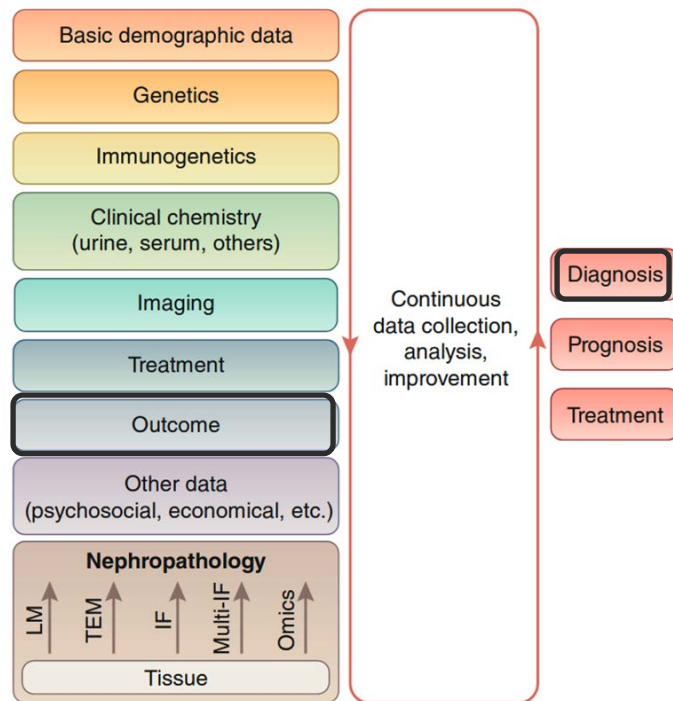 Basic demographic data
Genetics
Immunogenetics
Clinical chemistry
(urine, serum, others)
Imaging
Treatment
Outcome
Other data
(psychosocial, economical, etc.)
Nephropathology
LM
TEM
IF
Multi-IF
Omics
Tissue
Continuous
data collection,
analysis,
improvement
Diagnosis
Prognosis
Treatment